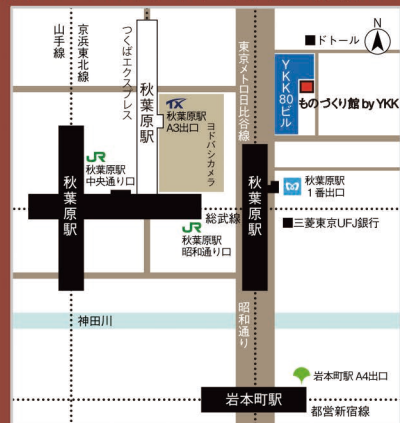 N
■ドトール
山手線
京浜東北線
つくばエクスプレス
秋葉原駅
東京メトロ日比谷線
YKK80ビル
ものづくり館 by YKK
TX
秋葉原駅
A3出口
ヨドバシカメラ
JR
秋葉原駅
中央通り口
秋葉原駅
秋葉原駅
秋葉原駅
1番出口
総武線
JR
秋葉原駅
昭和通り口
■三菱東京UFJ銀行
神田川
昭和通り
岩本町駅 A4出口
岩本町駅
都営新宿線